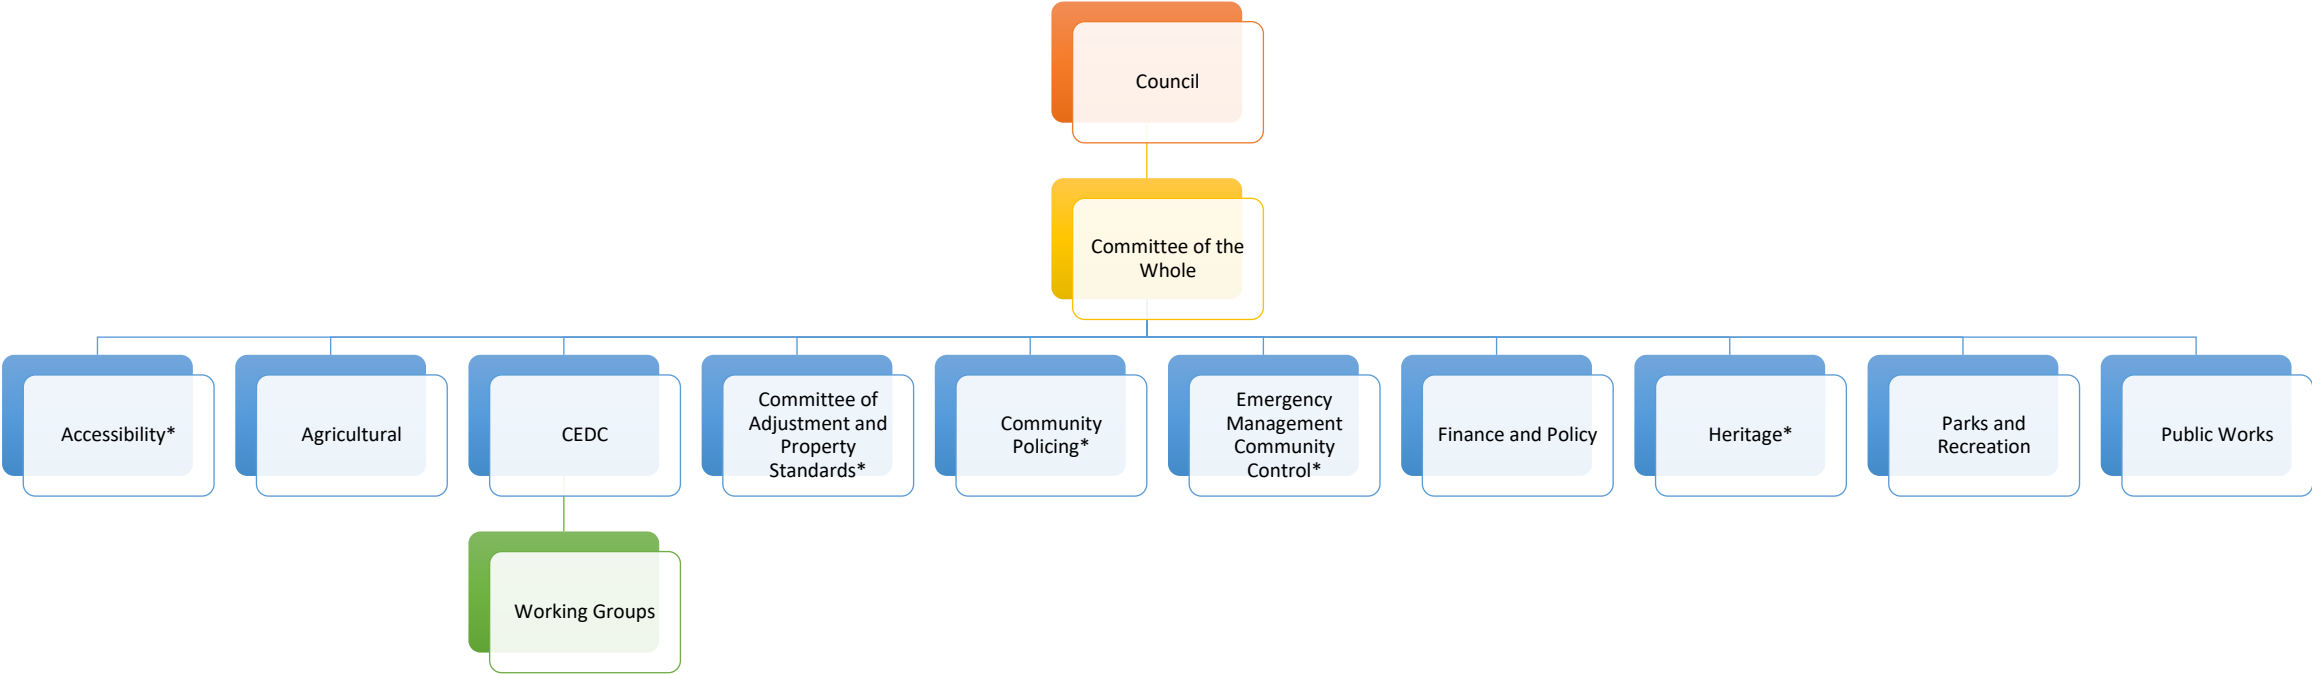 Council
Committee of the
Whole
Accessibility*
Agricultural
CEDC
Committee of
Adjustment and
Property
Standards*
Community
Policing*
Emergency
Management
Community
Control*
Finance and Policy
Heritage*
Parks and
Recreation
Public Works
Working Groups